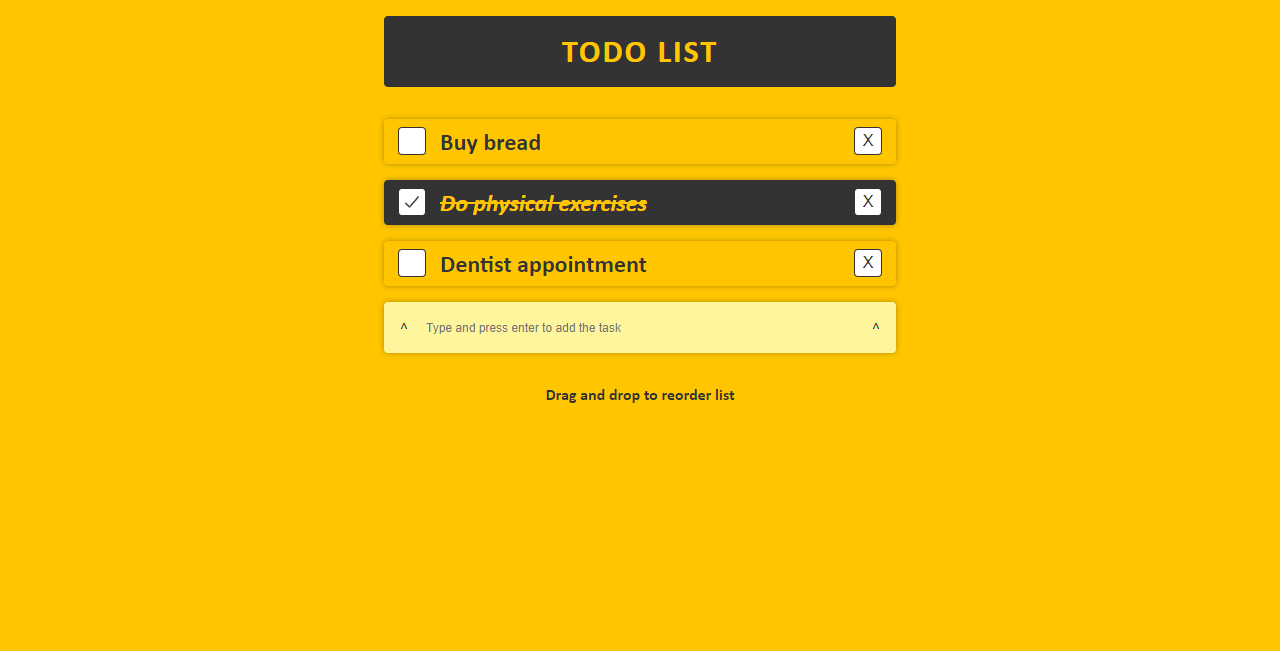 TODO LIST
Buy bread X
Do physical exercises X
Dentist appointment X
^ Type and press enter to add the task ^
Drag and drop to reorder list